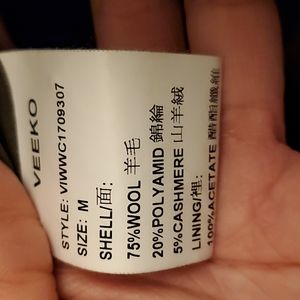 VEEKO
STYLE: VIWWC1709307
SIZE: M
SHELL/面:
75%WOOL 羊毛
20%POLYAMID 錦綸
5%CASHMERE 山羊絨
LINING/裡:
100%ACETATE 醋酯纖維